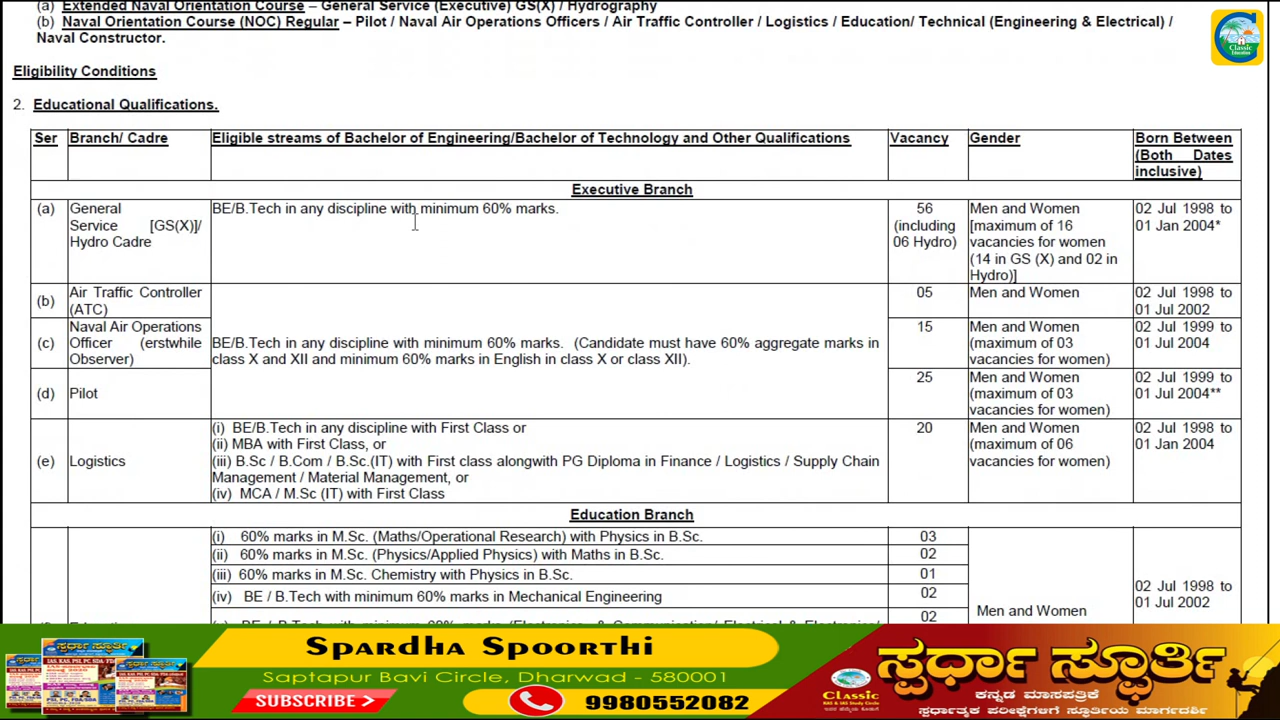 (a) Extended Naval Orientation Course – General Service (Executive) GS(X) / Hydrography
(b) Naval Orientation Course (NOC) Regular – Pilot / Naval Air Operations Officers / Air Traffic Controller / Logistics / Education/ Technical (Engineering & Electrical) /
Naval Constructor.
Classic
Education
Eligibility Conditions
2. Educational Qualifications.
Ser Branch/ Cadre Eligible streams of Bachelor of Engineering/Bachelor of Technology and Other Qualifications Vacancy Gender Born Between
(Both Dates
inclusive)
Executive Branch
(a) General BE/B.Tech in any discipline with minimum 60% marks. 56 Men and Women 02 Jul 1998 to
Service [GS(X)]/ (including [maximum of 16 01 Jan 2004*
Hydro Cadre 06 Hydro) vacancies for women
(14 in GS (X) and 02 in
Hydro)]
(b) Air Traffic Controller 05 Men and Women 02 Jul 1998 to
(ATC) 01 Jul 2002
Naval Air Operations 15 Men and Women 02 Jul 1999 to
(c) Officer (erstwhile BE/B.Tech in any discipline with minimum 60% marks. (Candidate must have 60% aggregate marks in (maximum of 03 01 Jul 2004
Observer) class X and XII and minimum 60% marks in English in class X or class XII). vacancies for women)
(d) Pilot 25 Men and Women 02 Jul 1999 to
(maximum of 03 01 Jul 2004**
vacancies for women)
(i) BE/B.Tech in any discipline with First Class or 20 Men and Women 02 Jul 1998 to
(ii) MBA with First Class, or (maximum of 06 01 Jan 2004
(e) Logistics (iii) B.Sc / B.Com / B.Sc.(IT) with First class alongwith PG Diploma in Finance / Logistics / Supply Chain vacancies for women)
Management / Material Management, or
(iv) MCA / M.Sc (IT) with First Class
Education Branch
(i) 60% marks in M.Sc. (Maths/Operational Research) with Physics in B.Sc. 03
(ii) 60% marks in M.Sc. (Physics/Applied Physics) with Maths in B.Sc. 02
(iii) 60% marks in M.Sc. Chemistry with Physics in B.Sc. 01
(iv) BE / B.Tech with minimum 60% marks in Mechanical Engineering 02
Men and Women 02 Jul 1998 to
01 Jul 2002
02
Spardha Spoorthi
Saptapur Bavi Circle, Dharwad - 580001
SUBSCRIBE 9980552082
ಸ್ಪರ್ಧಾ ಸ್ಫೂರ್ತಿ
ಕನ್ನಡ ಮಾಸಪತ್ರಿಕೆ
ಸ್ಪರ್ಧಾತ್ಮಕ ಪರೀಕ್ಷೆಗಳಿಗೆ ಸ್ಫೂರ್ತಿಯ ಮಾರ್ಗದರ್ಶಿ
CLASSIC